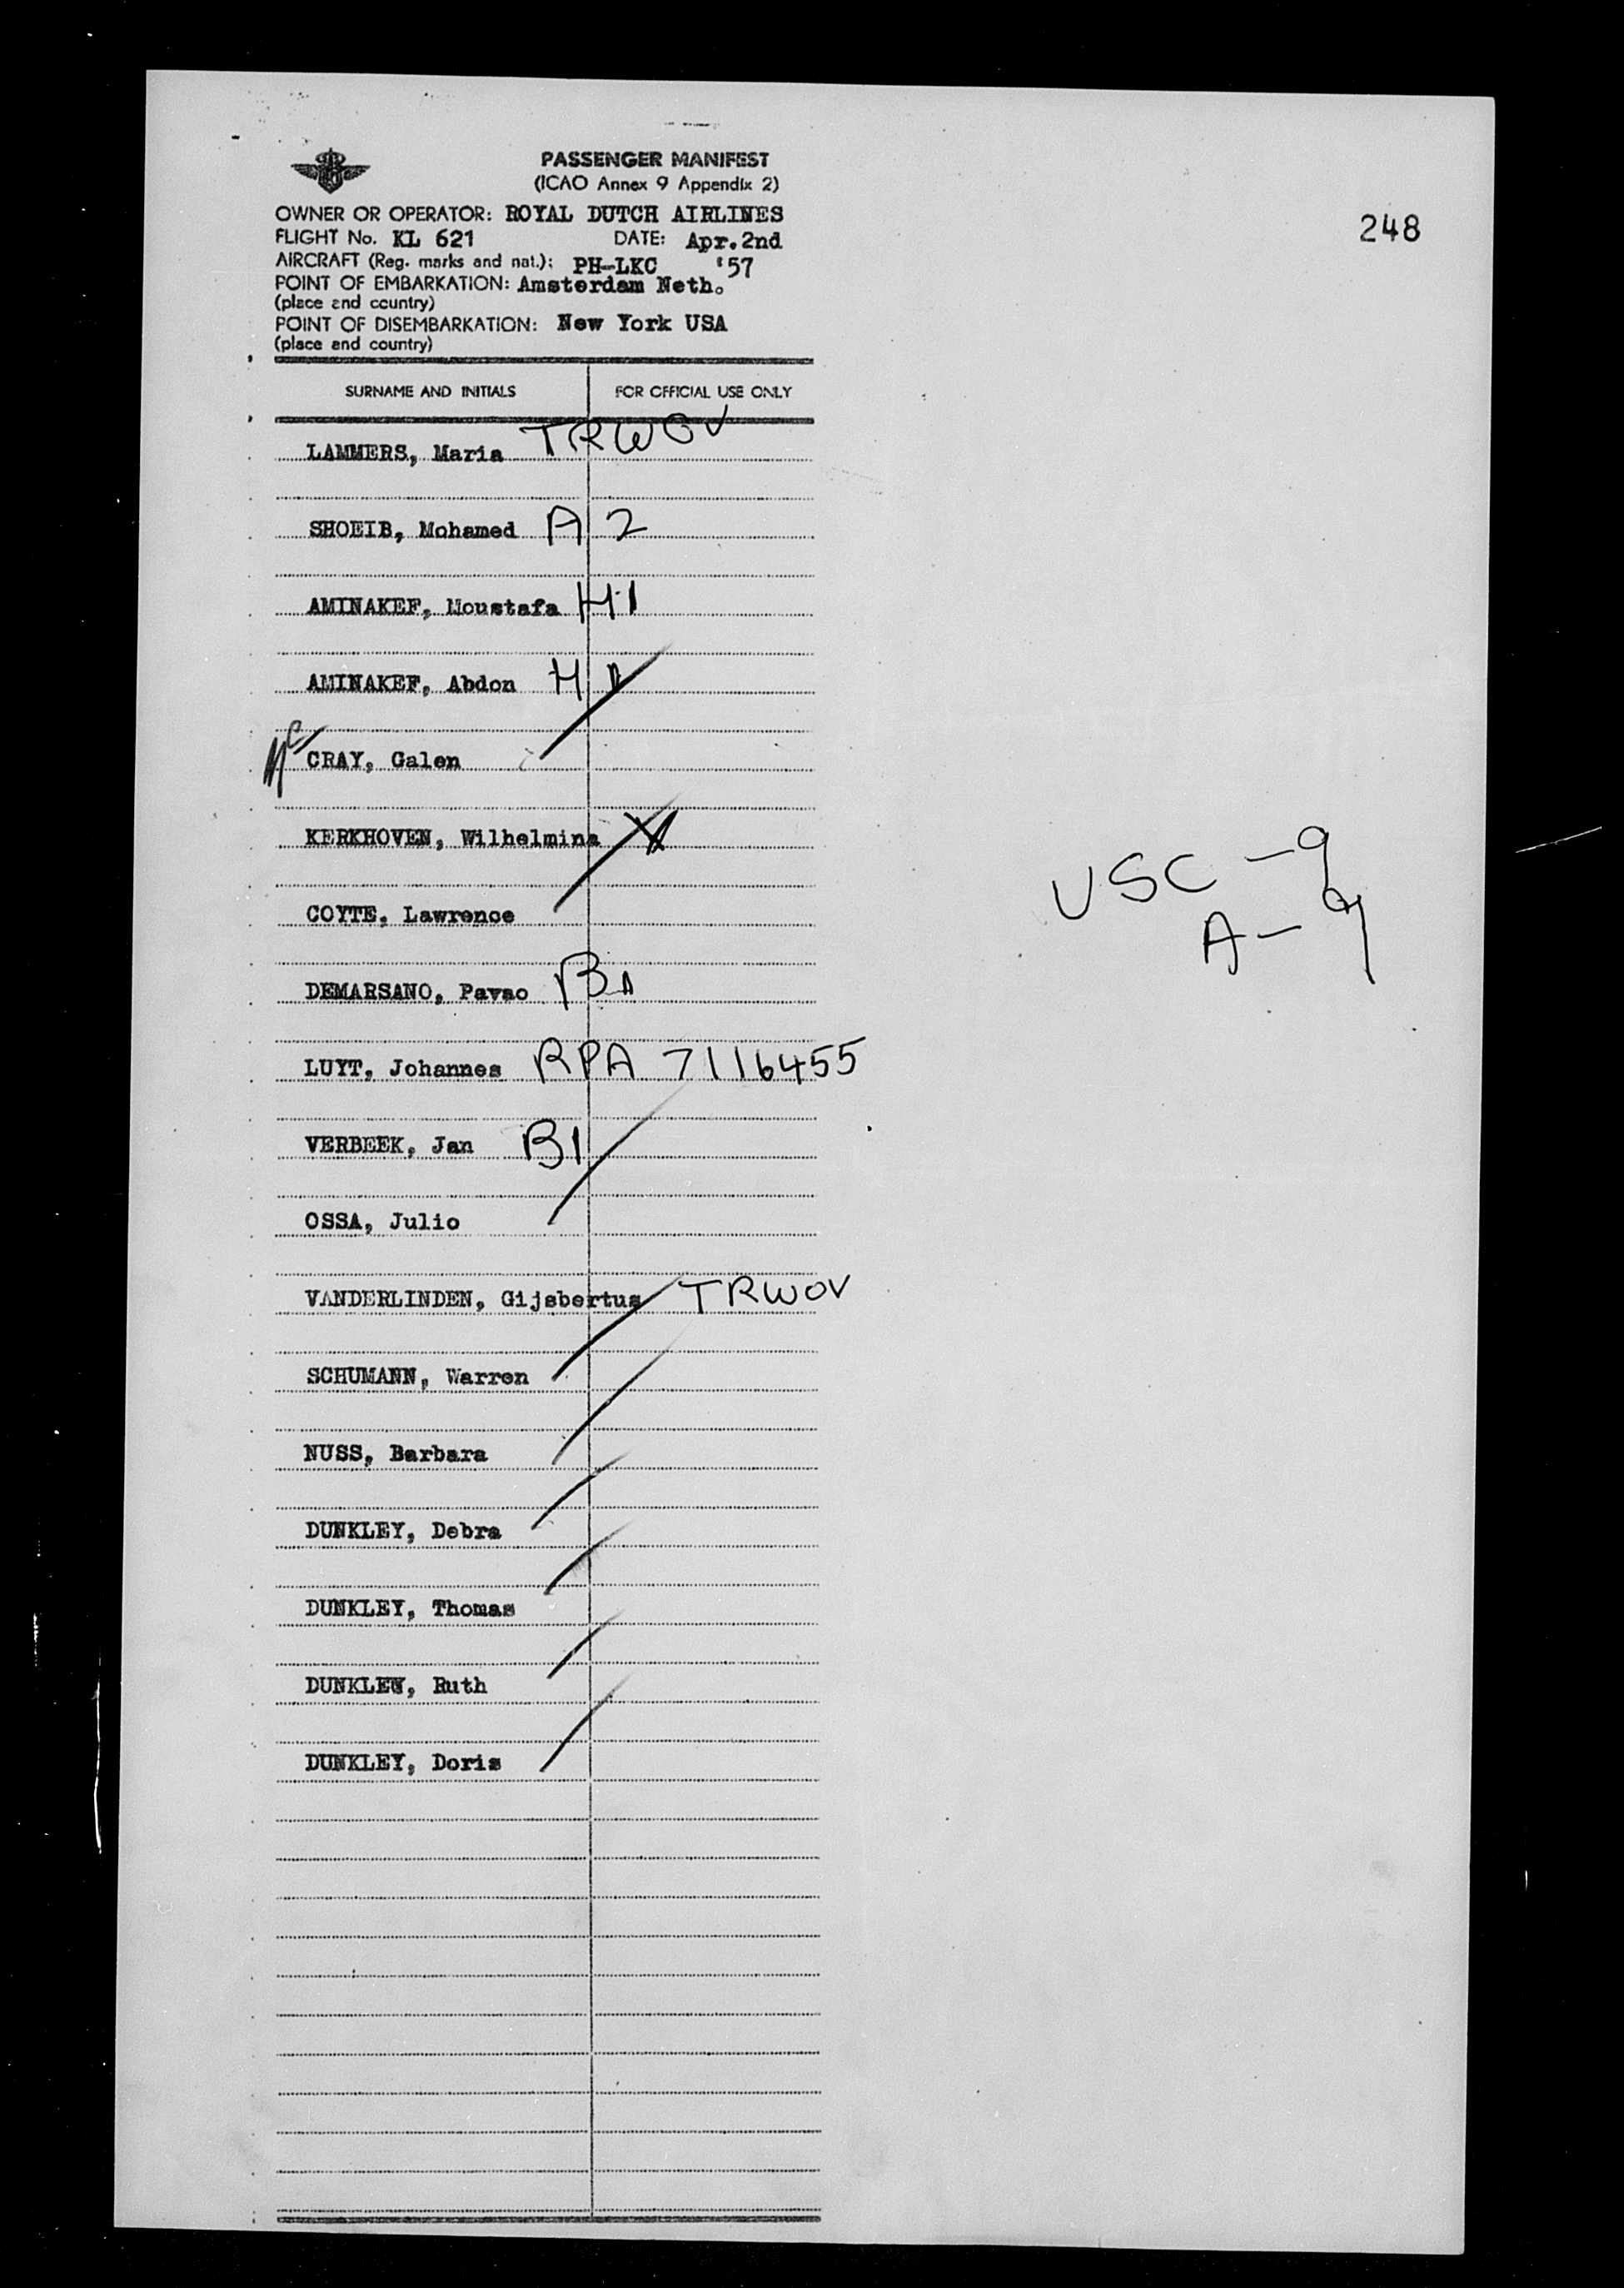 PASSENGER MANIFEST
(ICAO Annex 9 Appendix 2)
OWNER OR OPERATOR: ROYAL DUTCH AIRLINES
248
FLIGHT No. KL 621 DATE: Apr. 2nd
AIRCRAFT (Reg. marks and nat.): PH-LKC '57
POINT OF EMBARKATION: Amsterdam Neth.
(place and country)
POINT OF DISEMBARKATION: New York USA
(place and country)
SURNAME AND INITIALS FOR OFFICIAL USE ONLY
LAMMERS, Maria TRWOV
SHOEIB, Mohamed A 2
AMINAKEF, Moustafa H1
AMINAKEF, Abdon H
Mc CRAY, Galen
KERKHOVEN, Wilhelmina
USC - 9
COYTE, Lawrence
A - 9
DEMARSANO, Pavao B1
LUYT, Johannes RPA 7116455
VERBEEK, Jan B1
OSSA, Julio
VANDERLINDEN, Gijsbertus TRWOV
SCHUMANN, Warren
NUSS, Barbara
DUNKLEY, Debra
DUNKLEY, Thomas
DUNKLEW, Ruth
DUNKLEY, Doris